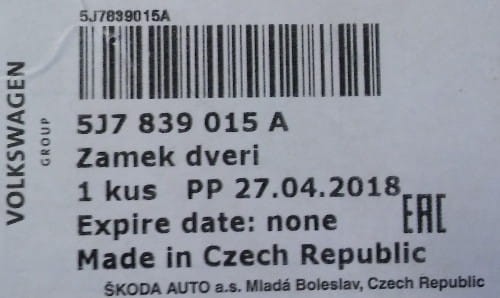 5J7839015A
VOLKSWAGEN
GROUP
5J7 839 015 A
Zamek dveri
1 kus PP 27.04.2018
Expire date: none
EAC
Made in Czech Republic
ŠKODA AUTO a.s. Mladá Boleslav, Czech Republic